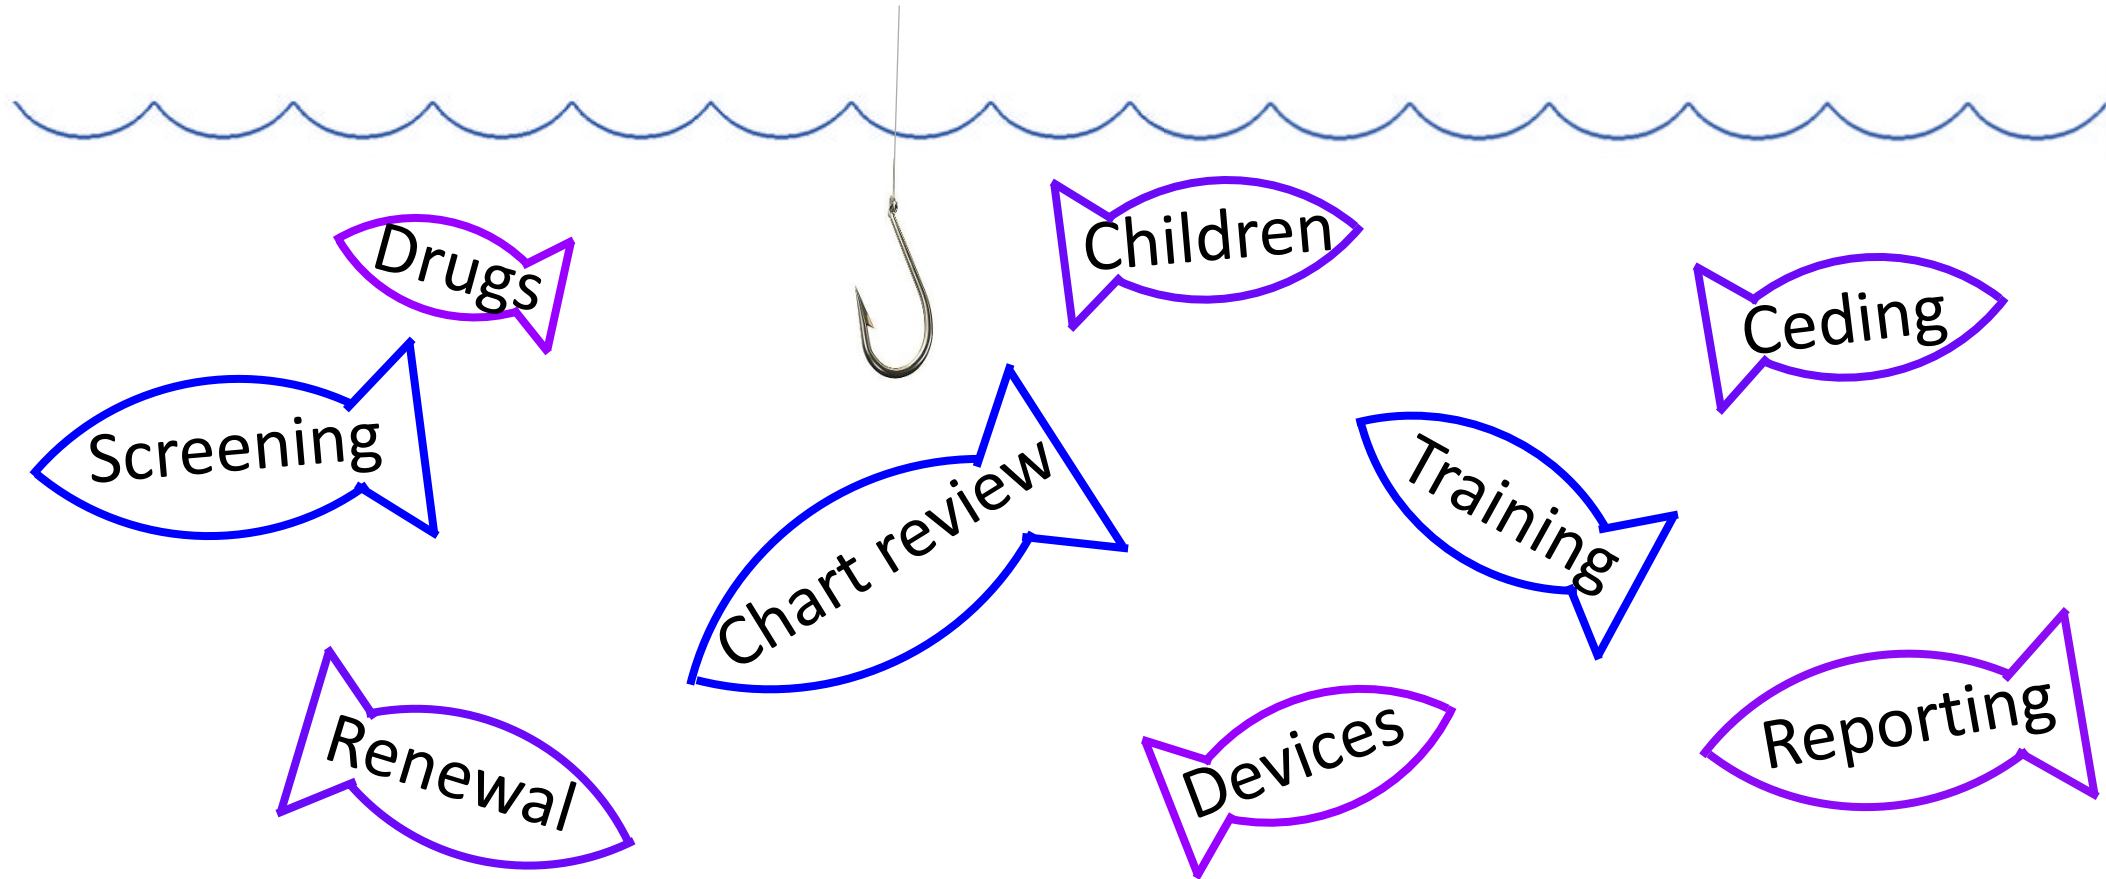 Drugs
Children
Ceding
Screening
Chart review
Training
Renewal
Devices
Reporting